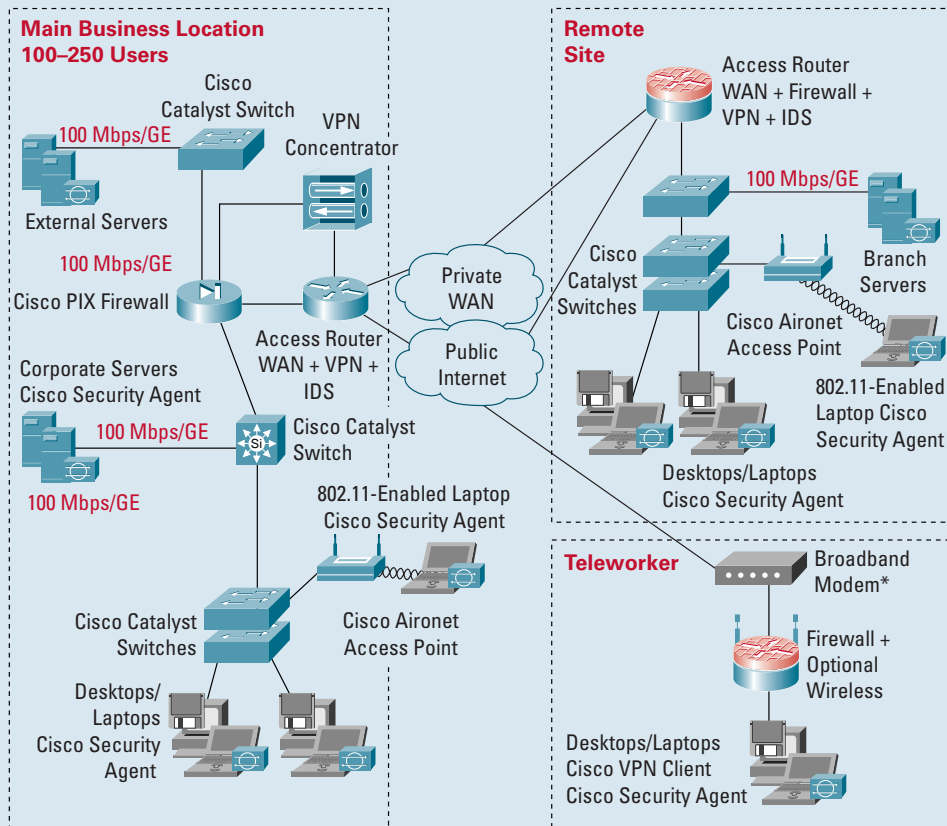 Main Business Location
100–250 Users
Cisco
Catalyst Switch
100 Mbps/GE
VPN
Concentrator
External Servers
100 Mbps/GE
Cisco PIX Firewall
Access Router
WAN + VPN +
IDS
Corporate Servers
Cisco Security Agent
100 Mbps/GE
Si
Cisco Catalyst
Switch
100 Mbps/GE
802.11-Enabled Laptop
Cisco Security Agent
Cisco Catalyst
Switches
Cisco Aironet
Access Point
Desktops/
Laptops
Cisco Security
Agent
Private
WAN
Public
Internet
Remote
Site
Access Router
WAN + Firewall +
VPN + IDS
100 Mbps/GE
Cisco
Catalyst
Switches
Branch
Servers
Cisco Aironet
Access Point
802.11-Enabled
Laptop Cisco
Security Agent
Desktops/Laptops
Cisco Security Agent
Teleworker
Broadband
Modem*
Firewall +
Optional
Wireless
Desktops/Laptops
Cisco VPN Client
Cisco Security Agent